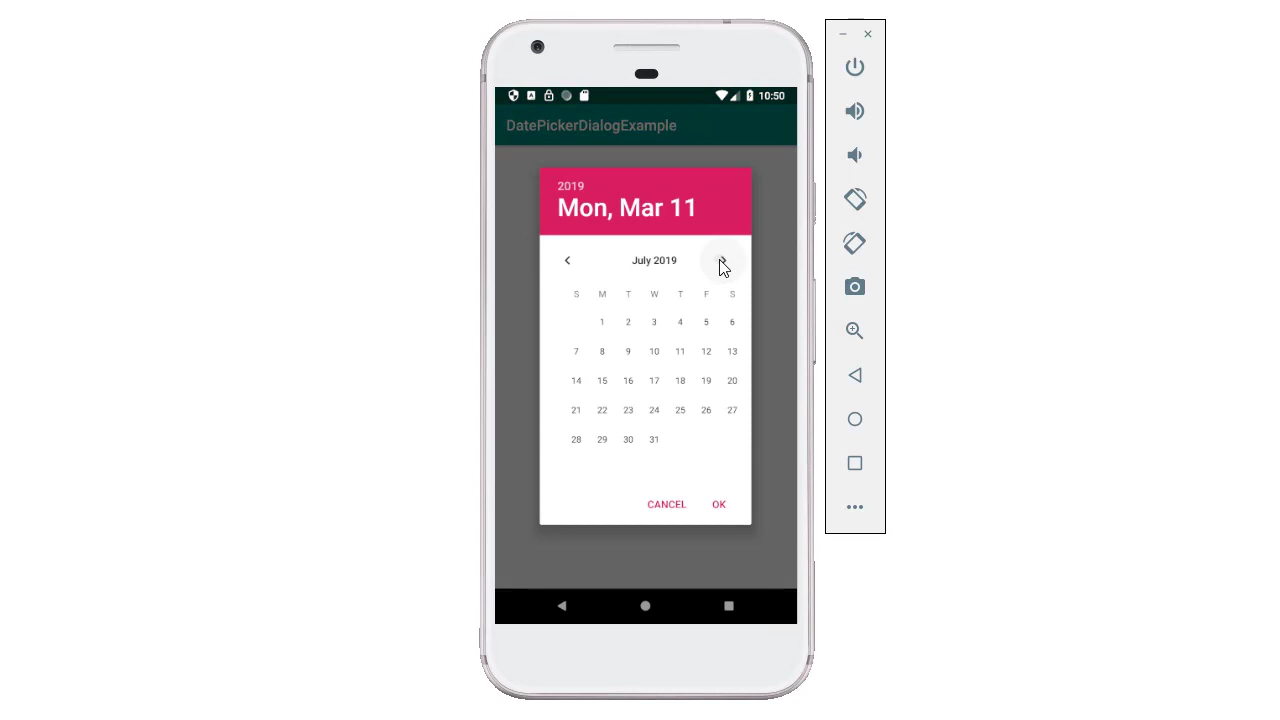 10:50
DatePickerDialogExample
2019
Mon, Mar 11
July 2019
S M T W T F S
1 2 3 4 5 6
7 8 9 10 11 12 13
14 15 16 17 18 19 20
21 22 23 24 25 26 27
28 29 30 31
CANCEL OK